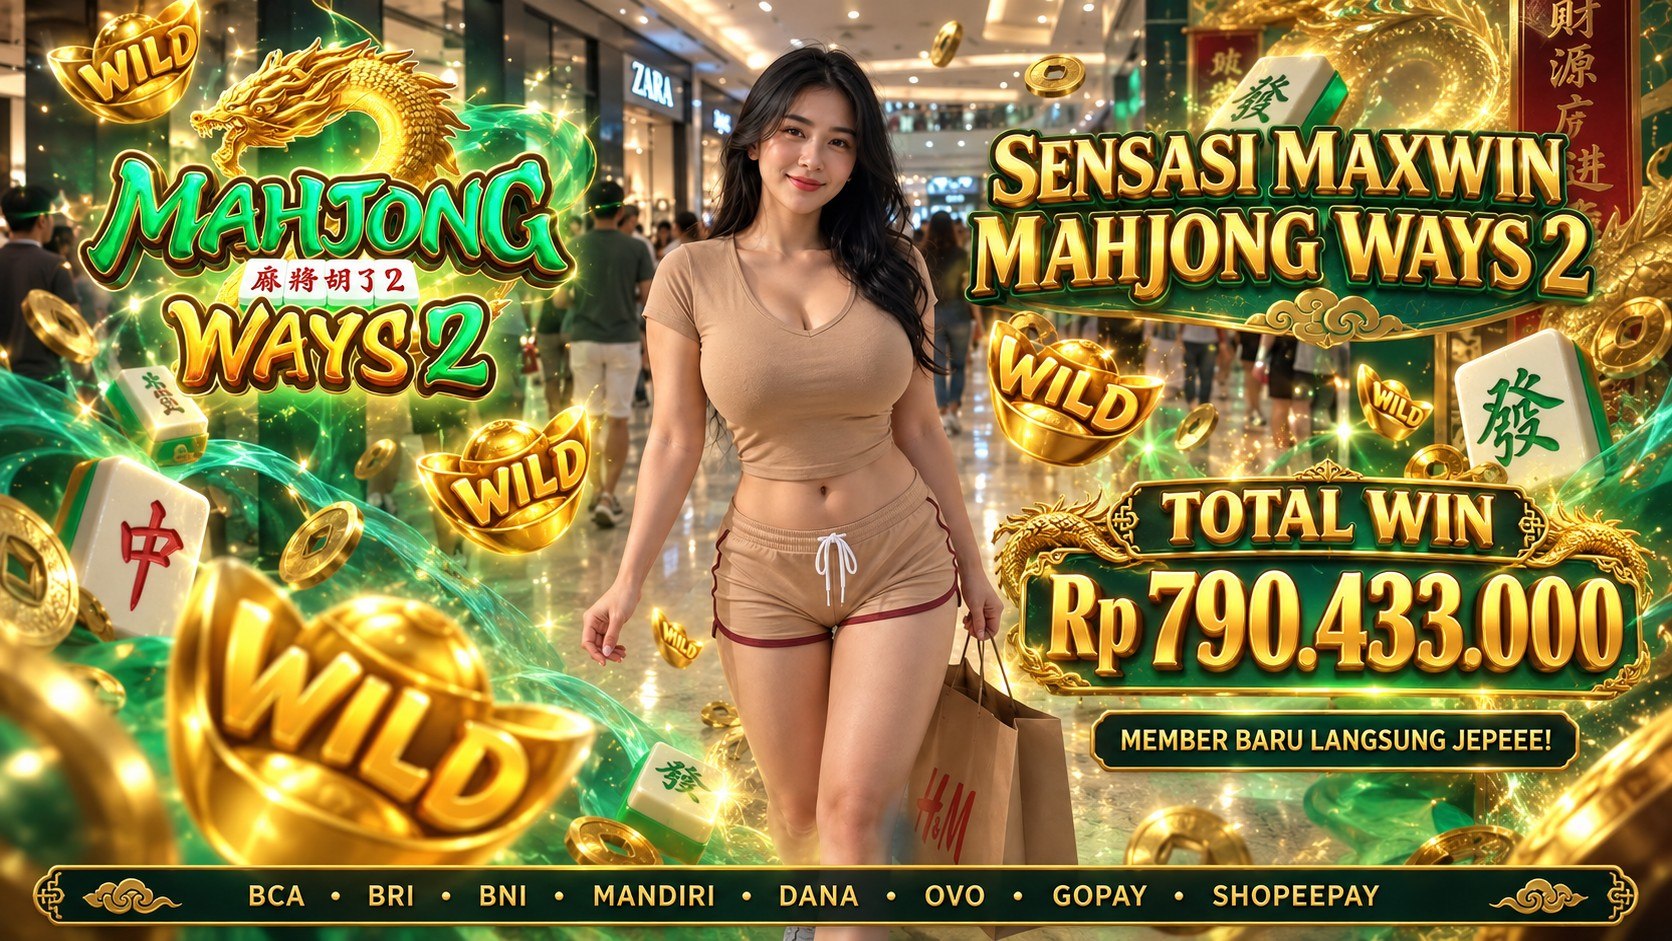 WILD
ZARA
MAHJONG
麻將胡了2
WAYS 2
SENSASI MAXWIN
MAHJONG WAYS 2
財
源
进
發
WILD
WILD
發
WILD
中
WILD
TOTAL WIN
Rp 790.433.000
WILD
MEMBER BARU LANGSUNG JEPEEE!
發
H&M
BCA • BRI • BNI • MANDIRI • DANA • OVO • GOPAY • SHOPEEPAY